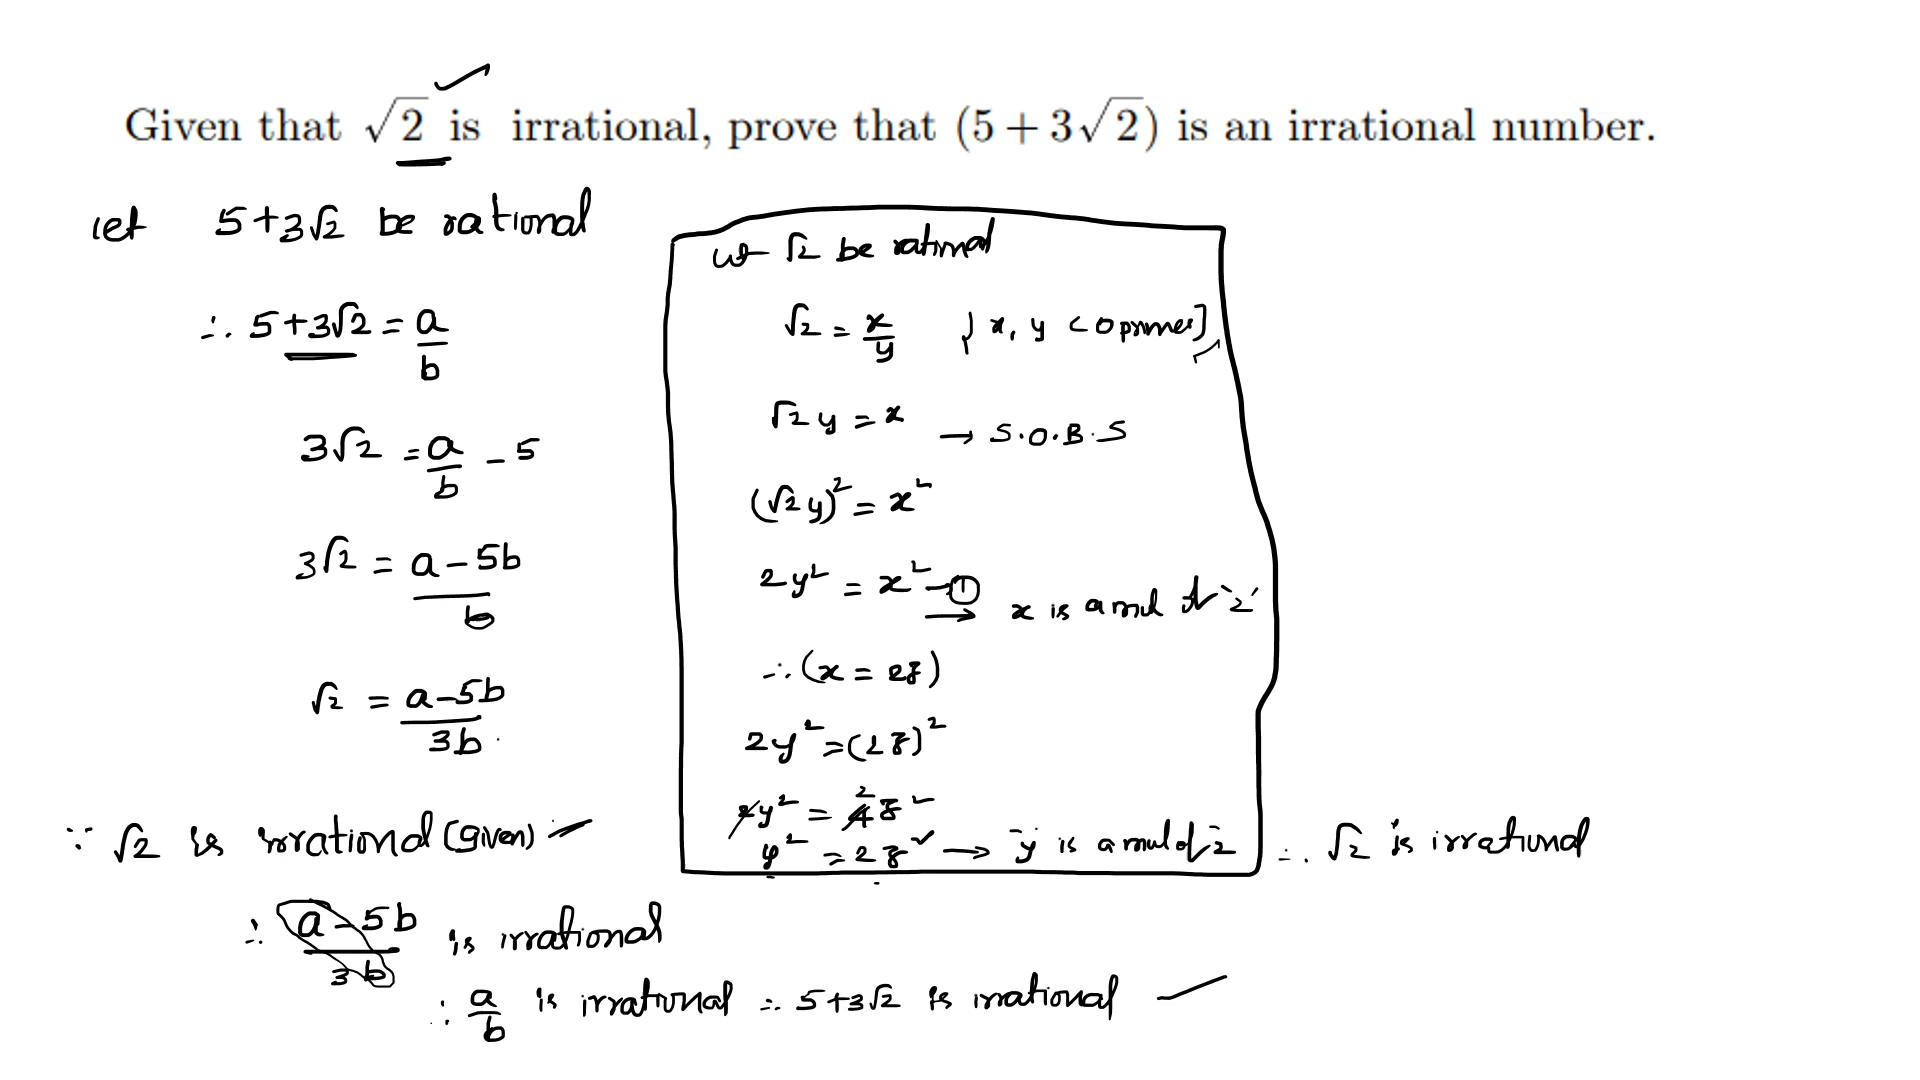 Given that √2 is irrational, prove that (5 + 3√2) is an irrational number.
let 5+3√2 be rational
∴ 5+3√2 = a/b
3√2 = a/b - 5
3√2 = (a - 5b)/b
√2 = (a-5b)/3b
∵ √2 is irrational (given)
∴ (a-5b)/3b is irrational
∴ a/b is irrational ∴ 5+3√2 is irrational
let √2 be rational
√2 = x/y } x, y coprimes]
√2 y = x → S.O.B.S
(√2 y)² = x²
2y² = x² - ① → x is a mul of '2'
∴ (x = 2z)
2y² = (2z)²
2y² = 4z² 2
y² = 2z² → y is a mul of 2
∴ √2 is irrational